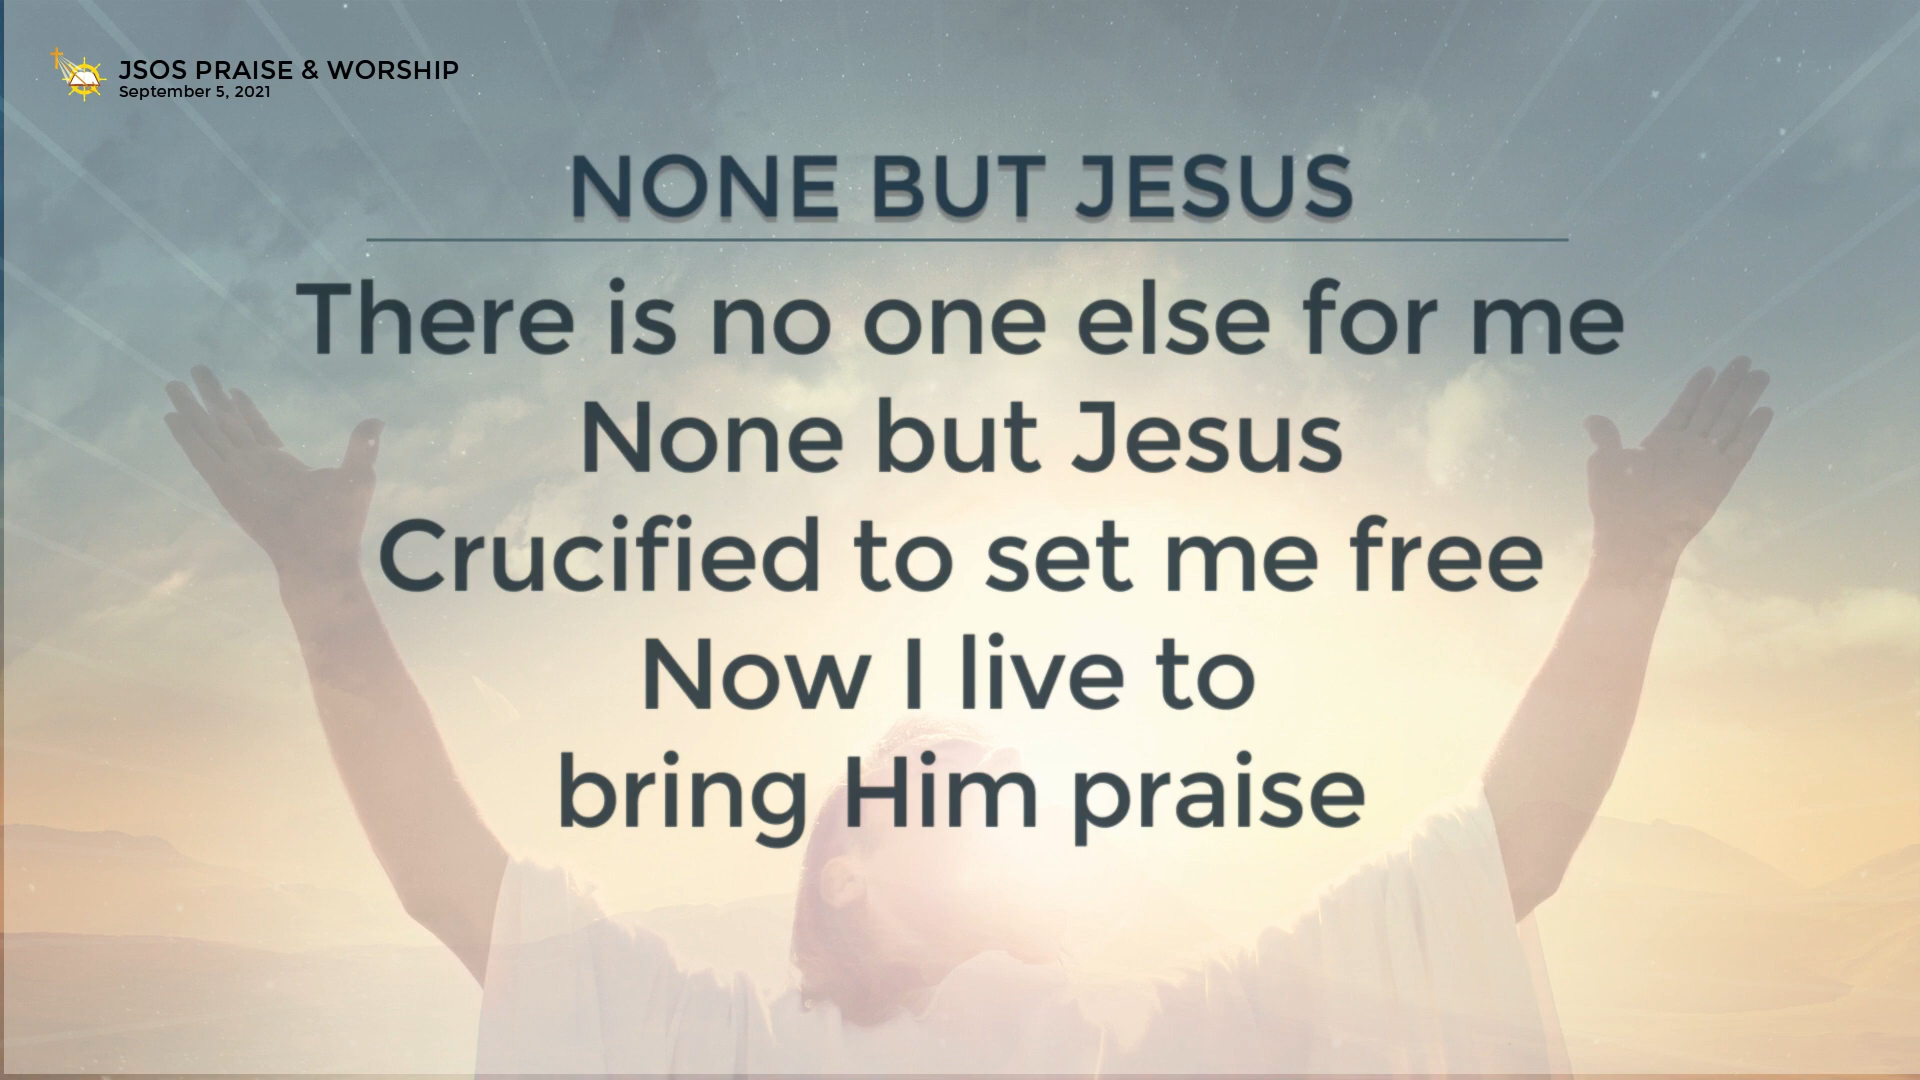 JSOS PRAISE & WORSHIP
September 5, 2021
NONE BUT JESUS
There is no one else for me
None but Jesus
Crucified to set me free
Now I live to
bring Him praise